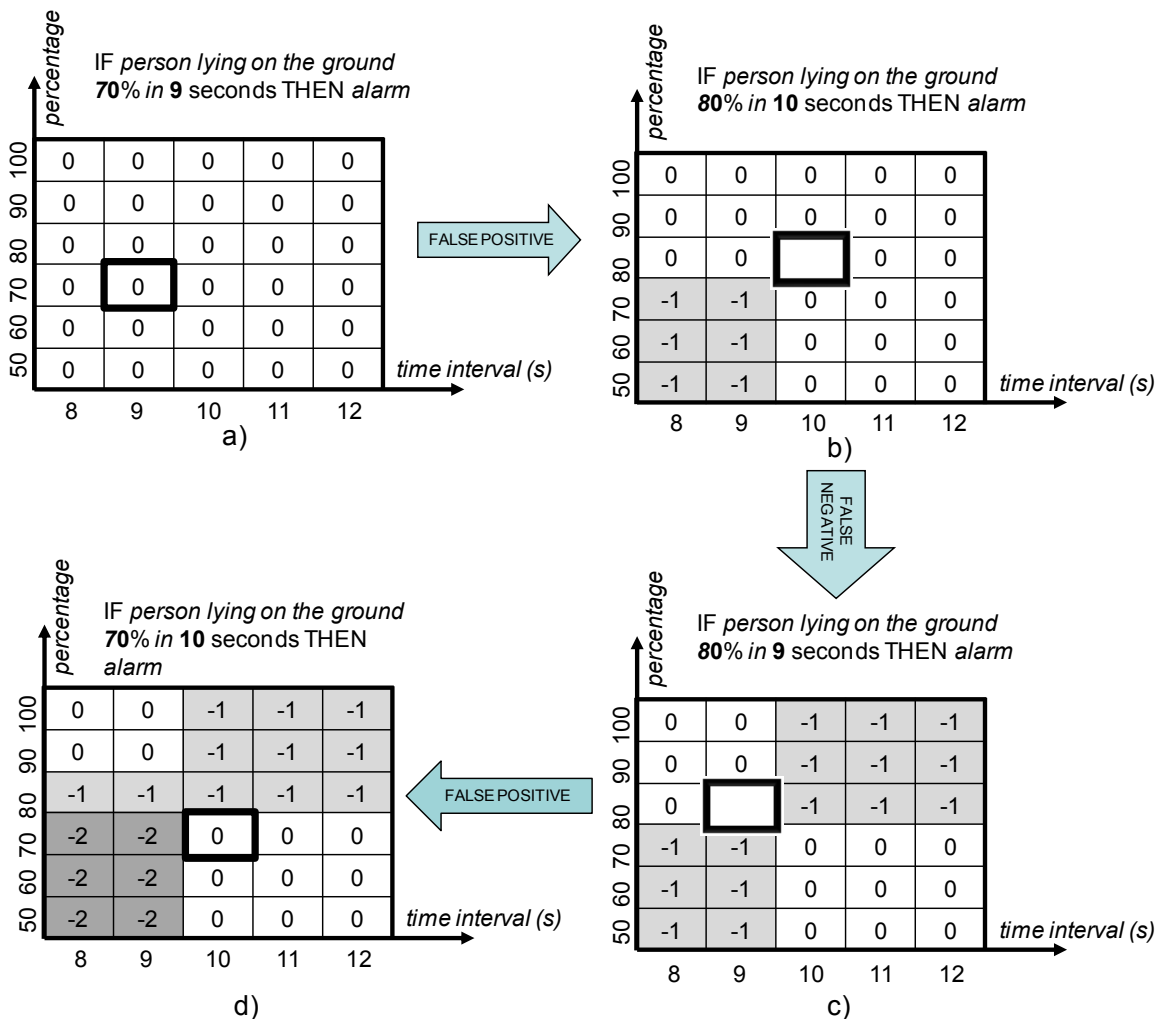 percentage
IF person lying on the ground
70% in 9 seconds THEN alarm
100 0 0 0 0 0
90 0 0 0 0 0
80 0 0 0 0 0
70 0 0 0 0 0
60 0 0 0 0 0
50 0 0 0 0 0
time interval (s)
8 9 10 11 12
a)
FALSE POSITIVE
percentage
IF person lying on the ground
80% in 10 seconds THEN alarm
100 0 0 0 0 0
90 0 0 0 0 0
80 0 0 0 0
70 -1 -1 0 0 0
60 -1 -1 0 0 0
50 -1 -1 0 0 0
time interval (s)
8 9 10 11 12
b)
FALSE
NEGATIVE
percentage
IF person lying on the ground
80% in 9 seconds THEN alarm
100 0 0 -1 -1 -1
90 0 0 -1 -1 -1
80 0 -1 -1 -1
70 -1 -1 0 0 0
60 -1 -1 0 0 0
50 -1 -1 0 0 0
time interval (s)
8 9 10 11 12
c)
FALSE POSITIVE
percentage
IF person lying on the ground
70% in 10 seconds THEN
alarm
100 0 0 -1 -1 -1
90 0 0 -1 -1 -1
80 -1 -1 -1 -1 -1
70 -2 -2 0 0 0
60 -2 -2 0 0 0
50 -2 -2 0 0 0
time interval (s)
8 9 10 11 12
d)